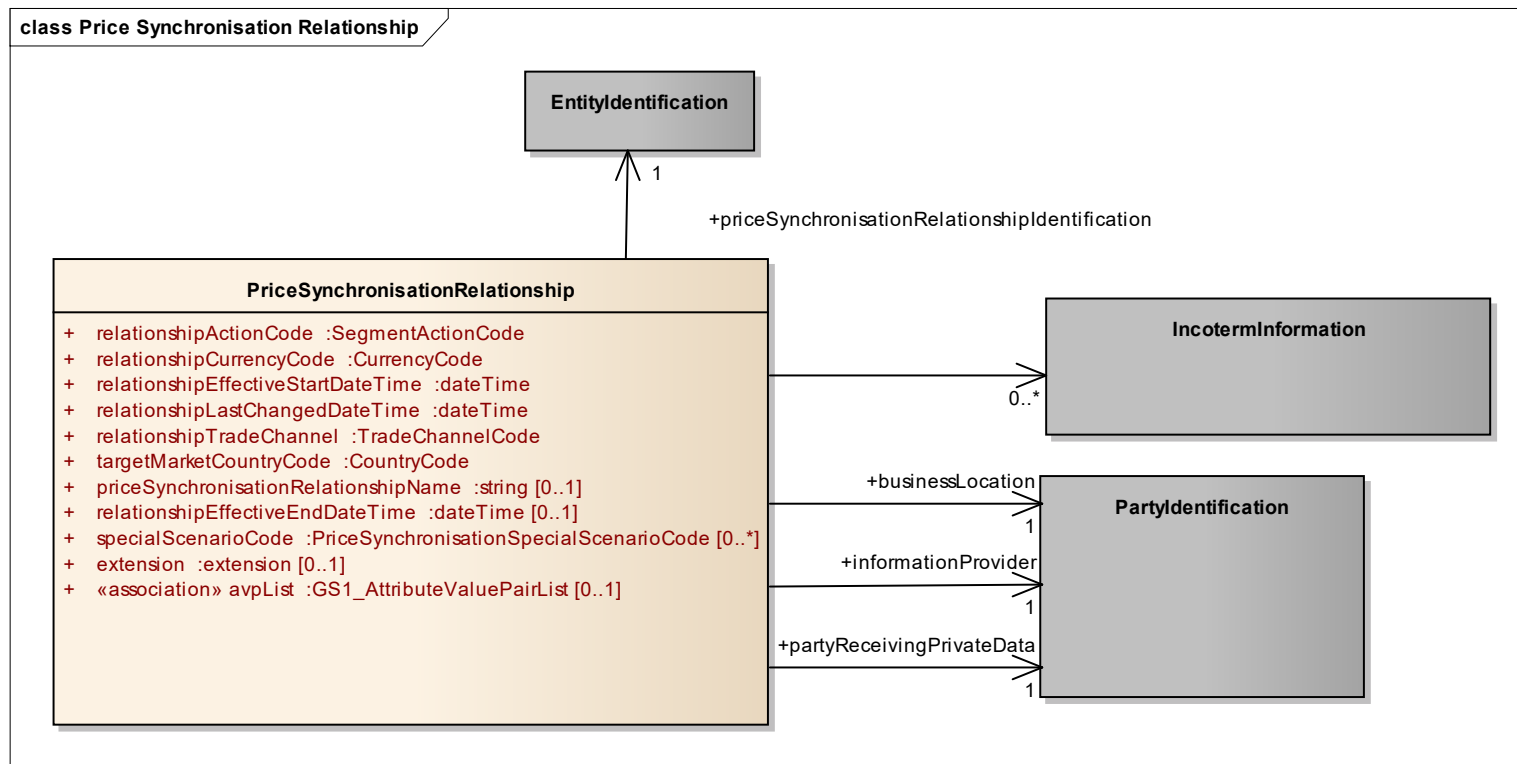 class Price Synchronisation Relationship
EntityIdentification
1
+priceSynchronisationRelationshipIdentification
PriceSynchronisationRelationship
+ relationshipActionCode :SegmentActionCode
+ relationshipCurrencyCode :CurrencyCode
+ relationshipEffectiveStartDateTime :dateTime
+ relationshipLastChangedDateTime :dateTime
+ relationshipTradeChannel :TradeChannelCode
+ targetMarketCountryCode :CountryCode
+ priceSynchronisationRelationshipName :string [0..1]
+ relationshipEffectiveEndDateTime :dateTime [0..1]
+ specialScenarioCode :PriceSynchronisationSpecialScenarioCode [0..*]
+ extension :extension [0..1]
+ «association» avpList :GS1_AttributeValuePairList [0..1]
IncotermInformation
0..*
+businessLocation
1
PartyIdentification
+informationProvider
1
+partyReceivingPrivateData
1